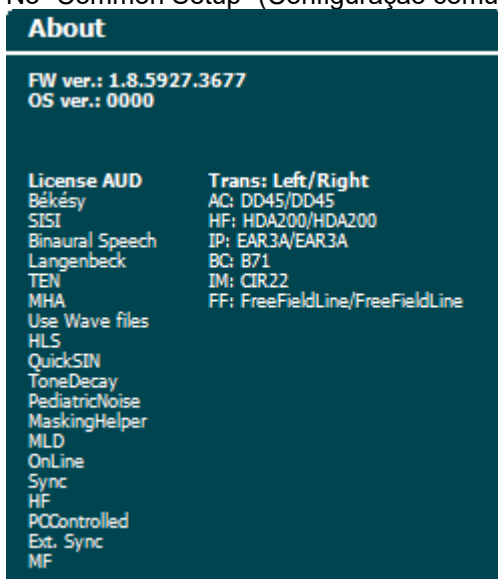 No "Common Setup" (Configuração comu
About
FW ver.: 1.8.5927.3677
OS ver.: 0000
License AUD
Békésy
SISI
Binaural Speech
Langenbeck
TEN
MHA
Use Wave files
HLS
QuickSIN
ToneDecay
PediatricNoise
MaskingHelper
MLD
OnLine
Sync
HF
PCControlled
Ext. Sync
MF
Trans: Left/Right
AC: DD45/DD45
HF: HDA200/HDA200
IP: EAR3A/EAR3A
BC: B71
IM: CIR22
FF: FreeFieldLine/FreeFieldLine